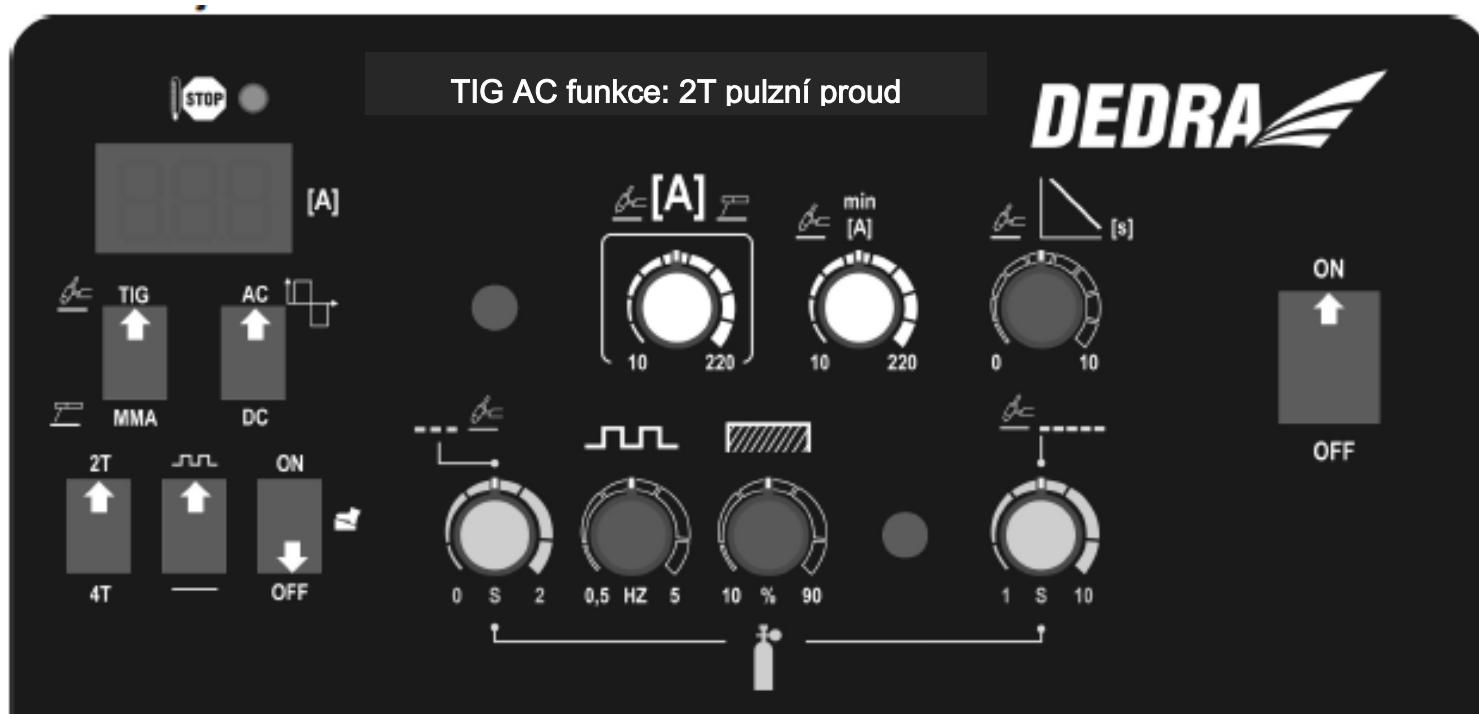 STOP
TIG AC funkce: 2T pulzní proud
DEDRA
[A]
[A]
10 220
min
[A]
10 220
[s]
0 10
ON
OFF
TIG
MMA
AC
DC
2T
4T
ON
OFF
0 S 2
0,5 HZ 5
10 % 90
1 S 10